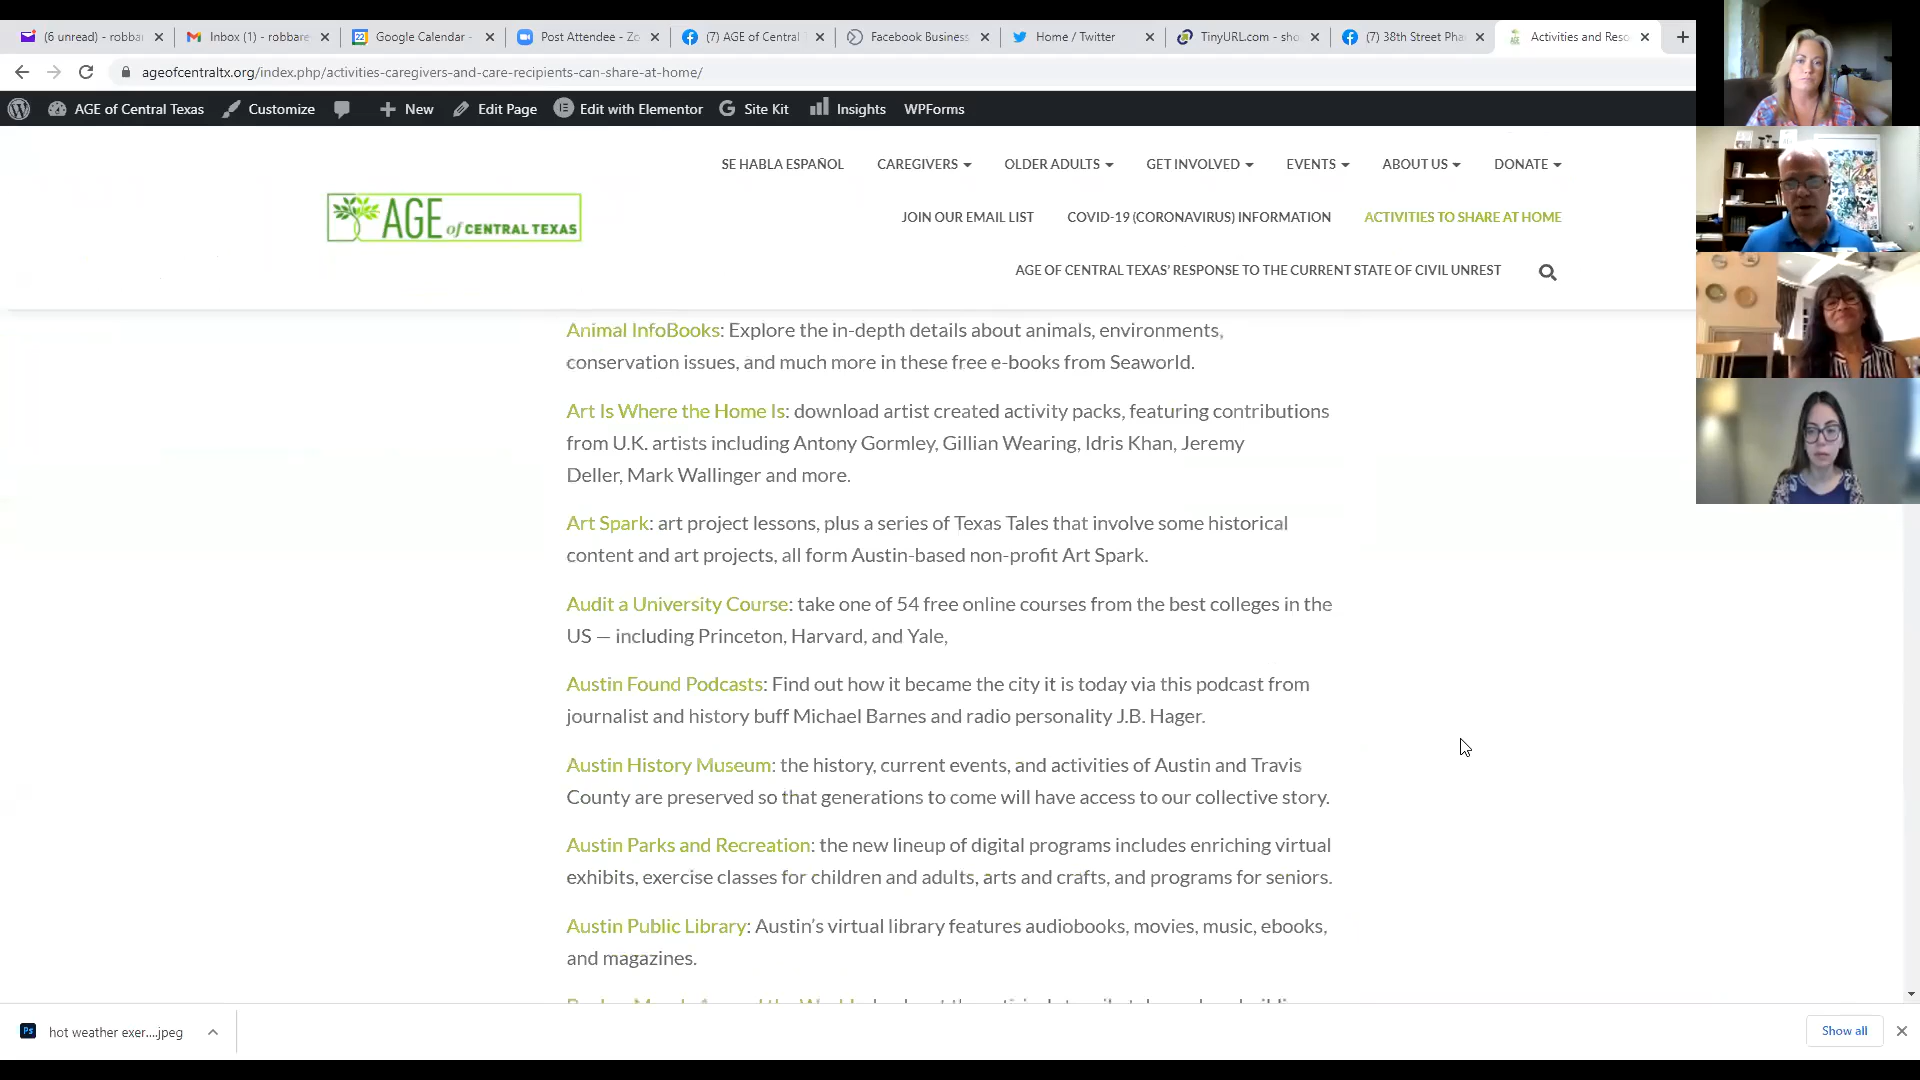 (6 unread) - robba
Inbox (1) - robbare
Google Calendar -
Post Attendee - Zo
(7) AGE of Central
Facebook Business
Home / Twitter
TinyURL.com - sho
(7) 38th Street Pha
Activities and Reso
ageofcentraltx.org/index.php/activities-caregivers-and-care-recipients-can-share-at-home/
AGE of Central Texas
Customize
New
Edit Page
Edit with Elementor
Site Kit
Insights
WPForms
SE HABLA ESPAÑOL
CAREGIVERS
OLDER ADULTS
GET INVOLVED
EVENTS
ABOUT US
DONATE
AGE of CENTRAL TEXAS
JOIN OUR EMAIL LIST
COVID-19 (CORONAVIRUS) INFORMATION
ACTIVITIES TO SHARE AT HOME
AGE OF CENTRAL TEXAS' RESPONSE TO THE CURRENT STATE OF CIVIL UNREST
Animal InfoBooks: Explore the in-depth details about animals, environments,
conservation issues, and much more in these free e-books from Seaworld.
Art Is Where the Home Is: download artist created activity packs, featuring contributions
from U.K. artists including Antony Gormley, Gillian Wearing, Idris Khan, Jeremy
Deller, Mark Wallinger and more.
Art Spark: art project lessons, plus a series of Texas Tales that involve some historical
content and art projects, all form Austin-based non-profit Art Spark.
Audit a University Course: take one of 54 free online courses from the best colleges in the
US — including Princeton, Harvard, and Yale,
Austin Found Podcasts: Find out how it became the city it is today via this podcast from
journalist and history buff Michael Barnes and radio personality J.B. Hager.
Austin History Museum: the history, current events, and activities of Austin and Travis
County are preserved so that generations to come will have access to our collective story.
Austin Parks and Recreation: the new lineup of digital programs includes enriching virtual
exhibits, exercise classes for children and adults, arts and crafts, and programs for seniors.
Austin Public Library: Austin's virtual library features audiobooks, movies, music, ebooks,
and magazines.
Ps hot weather exer....jpeg
Show all